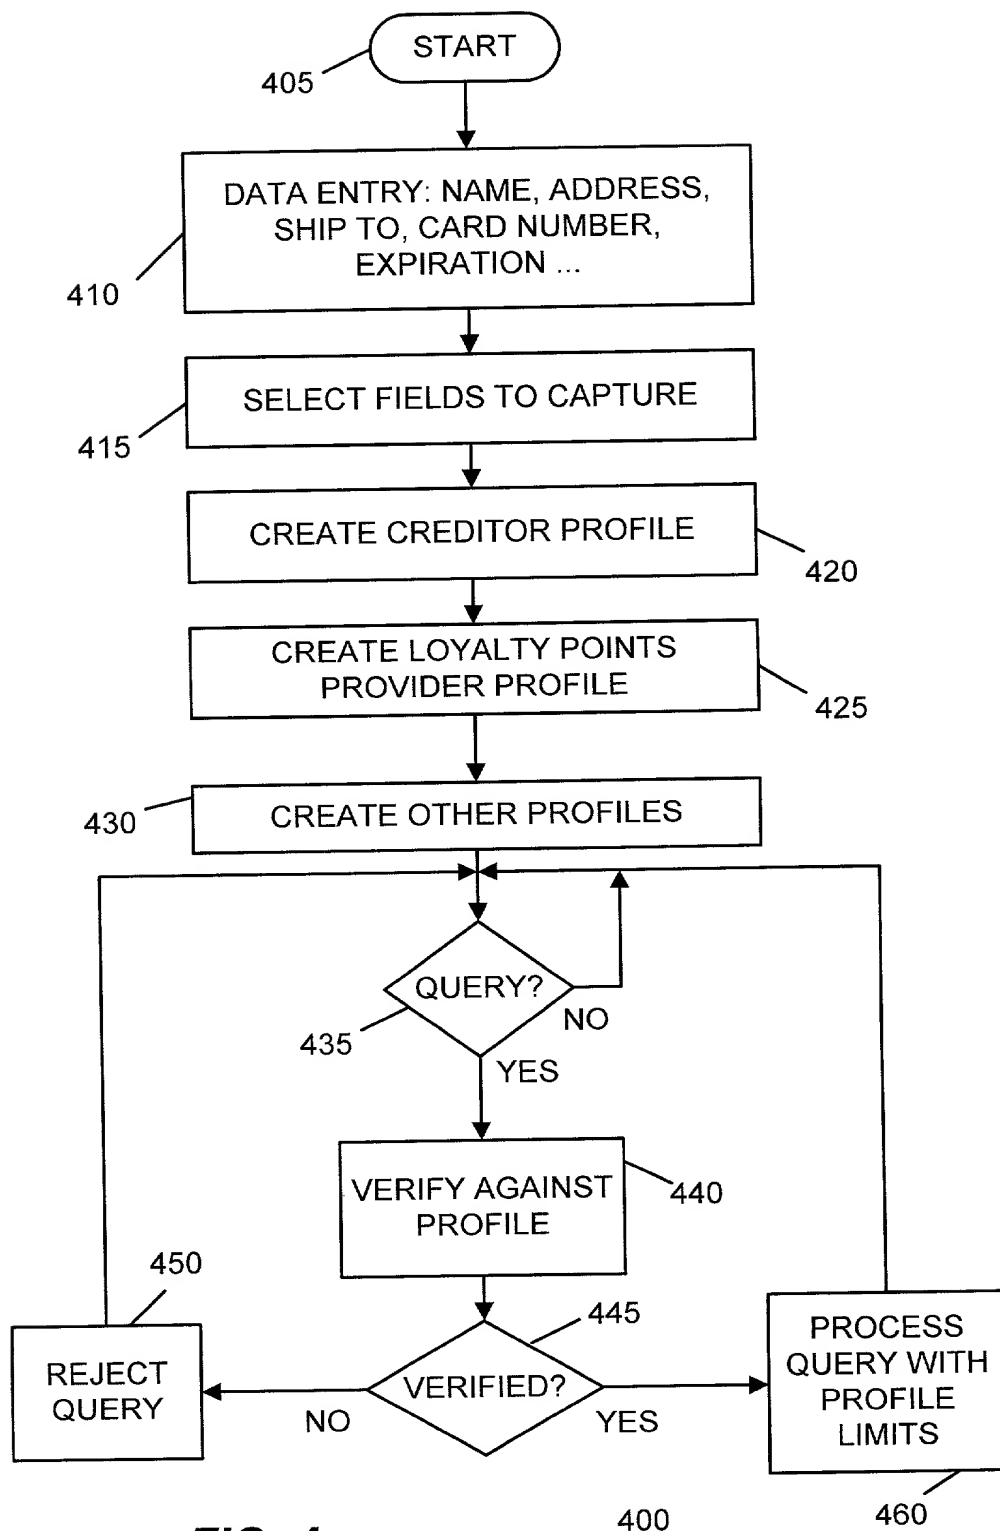 START
405
DATA ENTRY: NAME, ADDRESS,
SHIP TO, CARD NUMBER,
EXPIRATION ...
410
SELECT FIELDS TO CAPTURE
415
CREATE CREDITOR PROFILE
420
CREATE LOYALTY POINTS
PROVIDER PROFILE
425
430
CREATE OTHER PROFILES
QUERY?
NO
435
YES
VERIFY AGAINST
PROFILE
440
450
445
REJECT
QUERY
VERIFIED?
NO
YES
PROCESS
QUERY WITH
PROFILE
LIMITS
460
400